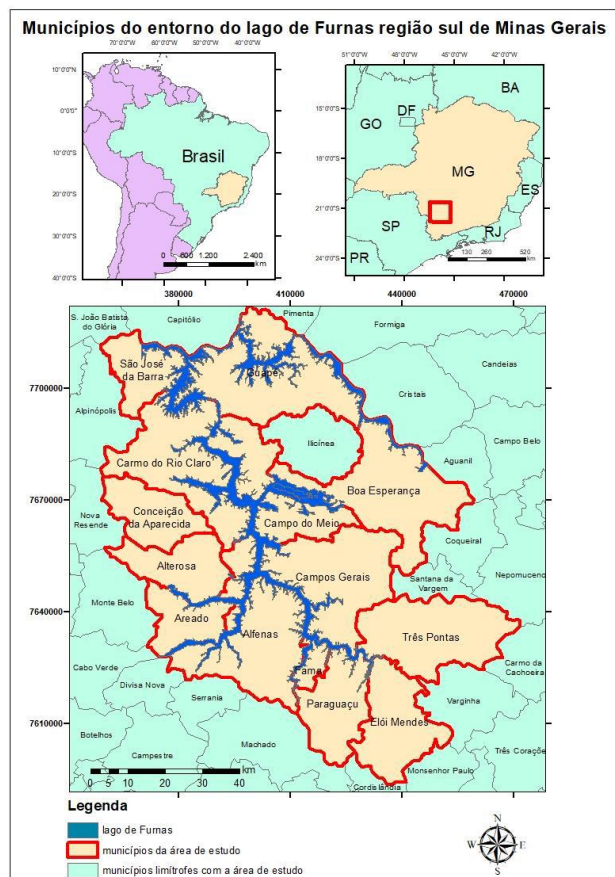 Municípios do entorno do lago de Furnas região sul de Minas Gerais
70°0'0"W 60°0'0"W 50°0'0"W 40°0'0"W
10°0'0"N
0°0'0"
10°0'0"S
20°0'0"S
30°0'0"S
40°0'0"S
Brasil
0 600 1.200 2.400
km
51°0'0"W 48°0'0"W 45°0'0"W 42°0'0"W
15°0'0"S
18°0'0"S
21°0'0"S
24°0'0"S
BA
DF
GO
MG
ES
SP
RJ
PR
130 260 520
km
380000 410000 440000 470000
7700000
7670000
7640000
7610000
S. João Batista
do Glória
Capitólio
Pimenta
Formiga
São José
da Barra
Guapé
Candeias
Cristais
Alpinópolis
Ilicínea
Campo Belo
Carmo do Rio Claro
Aguanil
Boa Esperança
Conceição
da Aparecida
Campo do Meio
Nova
Resende
Coqueiral
Alterosa
Campos Gerais
Santana da
Vargem
Nepomuceno
Monte Belo
Areado
Alfenas
Três Pontas
Cabo Verde
Fama
Carmo da
Cachoeira
Divisa Nova
Serrania
Paraguaçu
Varginha
Elói Mendes
Botelhos
Campestre
Machado
Três Coraçõe
Monsenhor Paulo
Cordislândia
0 5 10 20 30 40
km
Legenda
lago de Furnas
municípios da área de estudo
municípios limítrofes com a área de estudo
N
W E
S